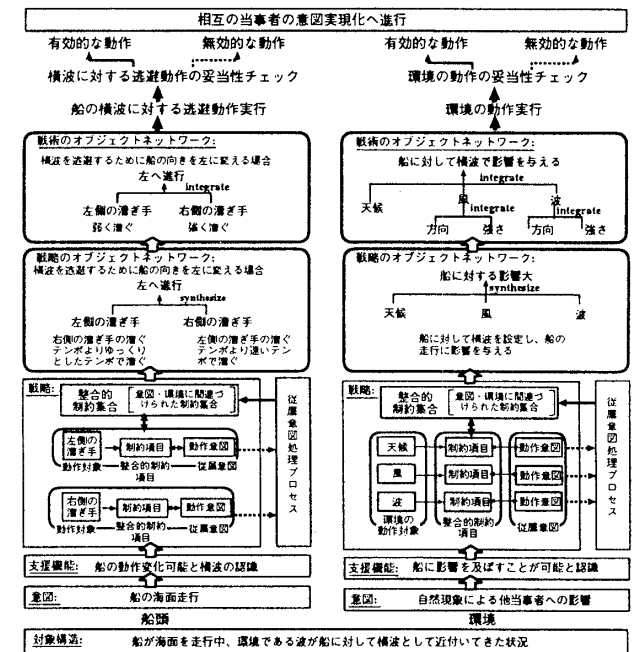 相互の当事者の意図実現化へ進行
有効的な動作
無効的な動作
横波に対する逃避動作の妥当性チェック
船の横波に対する逃避動作実行
戦術のオブジェクトネットワーク:
横波を逃避するために船の向きを左に変える場合
左へ進行
integrate
左側の漕ぎ手
右側の漕ぎ手
弱く漕ぐ
強く漕ぐ
戦略のオブジェクトネットワーク:
横波を逃避するために船の向きを左に変える場合
左へ進行
synthesize
左側の漕ぎ手
右側の漕ぎ手
右側の漕ぎ手の漕ぐ
テンポよりゆっくり
としたテンポで漕ぐ
左側の漕ぎ手の漕ぐ
テンポより速いテン
ポで漕ぐ
戦略:
整合的
制約集合
意図・環境に関連づ
けられた制約集合
左側の
漕ぎ手
制約項目
動作意図
動作対象
整合的制約
項目
従属意図
右側の
漕ぎ手
制約項目
動作意図
動作対象
整合的制約
項目
従属意図
従属意図処理プロセス
支援機能: 船の動作変化可能と横波の認識
意図: 船の海面走行
船頭
有効的な動作
無効的な動作
環境の動作の妥当性チェック
環境の動作実行
戦術のオブジェクトネットワーク:
船に対して横波で影響を与える
integrate
天候
風
波
integrate
integrate
方向
強さ
方向
強さ
戦略のオブジェクトネットワーク:
船に対する影響大
synthesize
天候
風
波
船に対して横波を設定し、船の
走行に影響を与える
戦略:
整合的
制約集合
意図・環境に関連づ
けられた制約集合
天候
制約項目
動作意図
風
制約項目
動作意図
波
制約項目
動作意図
環境の
動作対象
整合的制約
項目
従属意図
従属意図処理プロセス
支援機能: 船に影響を及ぼすことが可能と認識
意図: 自然現象による他当事者への影響
環境
対象構造: 船が海面を走行中、環境である波が船に対して横波として近付いてきた状況